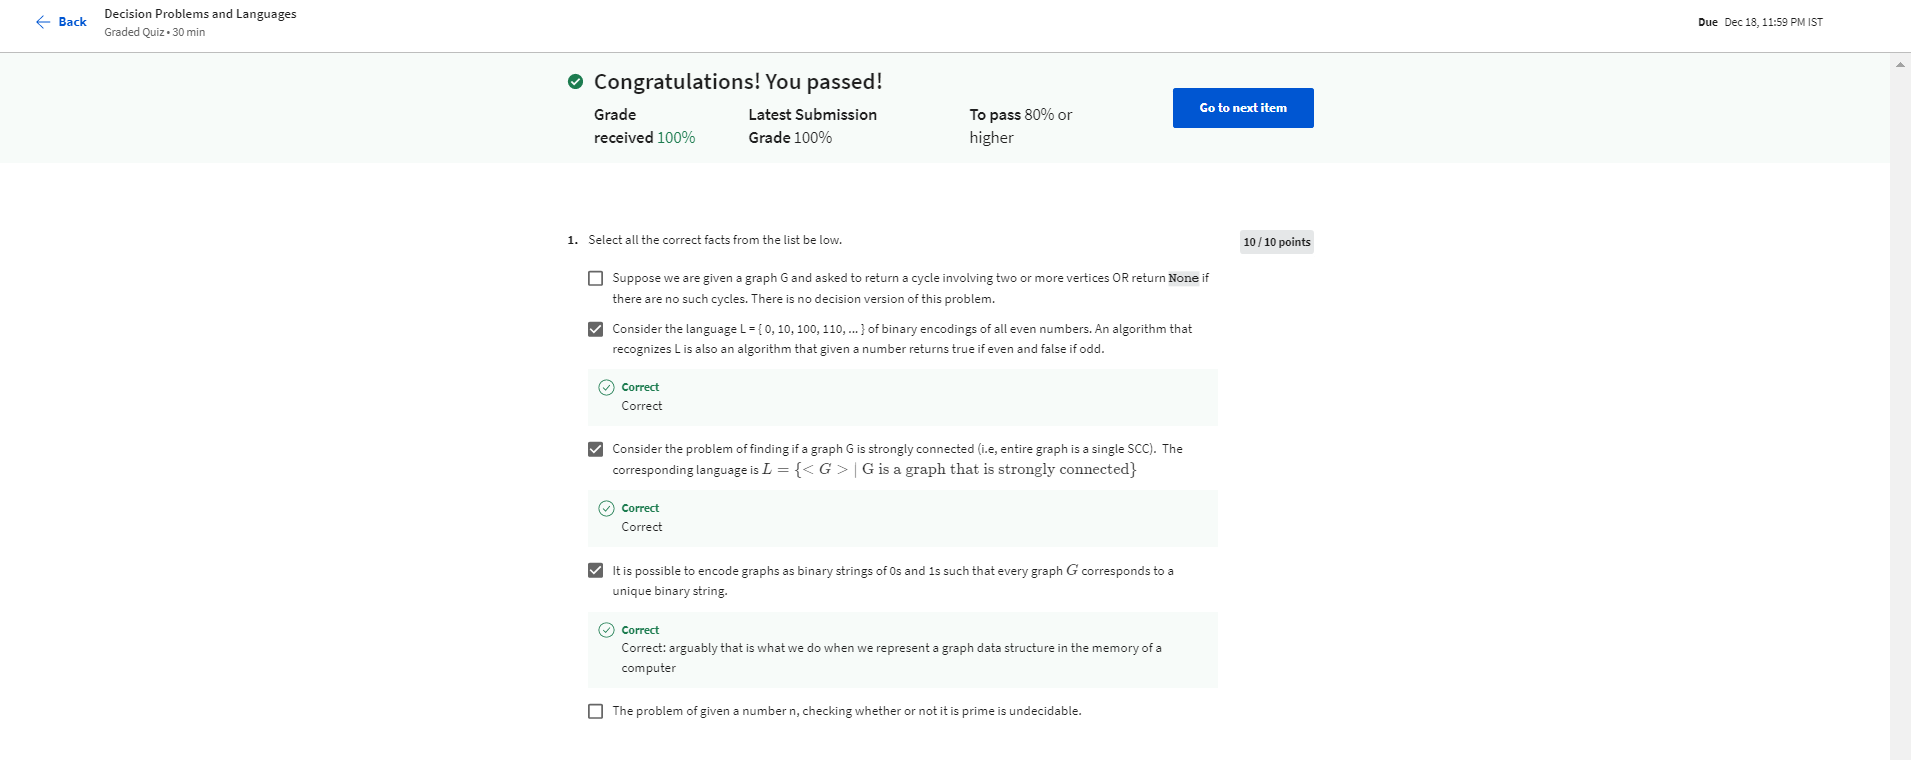 Back
Decision Problems and Languages
Graded Quiz • 30 min
Due Dec 18, 11:59 PM IST
Congratulations! You passed!
Grade
received 100%
Latest Submission
Grade 100%
To pass 80% or
higher
Go to next item
1. Select all the correct facts from the list be low.
10 / 10 points
Suppose we are given a graph G and asked to return a cycle involving two or more vertices OR return None if
there are no such cycles. There is no decision version of this problem.
Consider the language L = { 0, 10, 100, 110, ... } of binary encodings of all even numbers. An algorithm that
recognizes L is also an algorithm that given a number returns true if even and false if odd.
Correct
Correct
Consider the problem of finding if a graph G is strongly connected (i.e, entire graph is a single SCC). The
corresponding language is L = {< G > | G is a graph that is strongly connected}
Correct
Correct
It is possible to encode graphs as binary strings of 0s and 1s such that every graph G corresponds to a
unique binary string.
Correct
Correct: arguably that is what we do when we represent a graph data structure in the memory of a
computer
The problem of given a number n, checking whether or not it is prime is undecidable.